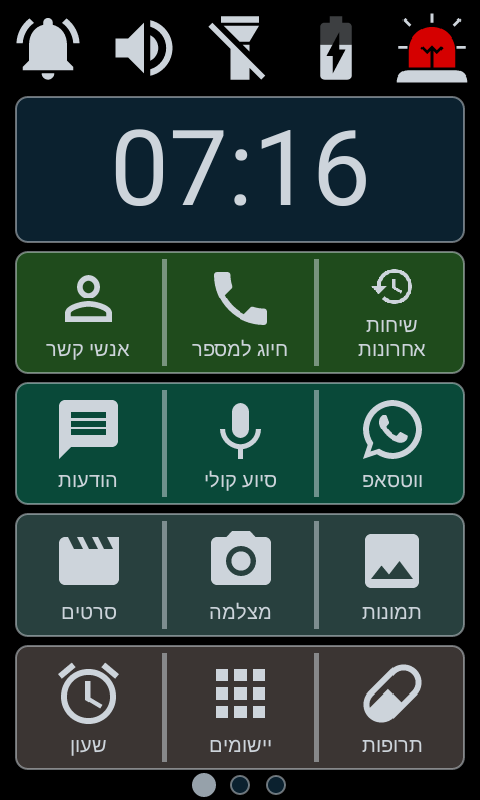 07:16
שיחות
אחרונות
חיוג למספר
אנשי קשר
ווטסאפ
סיוע קולי
הודעות
תמונות
מצלמה
סרטים
תרופות
יישומים
שעון